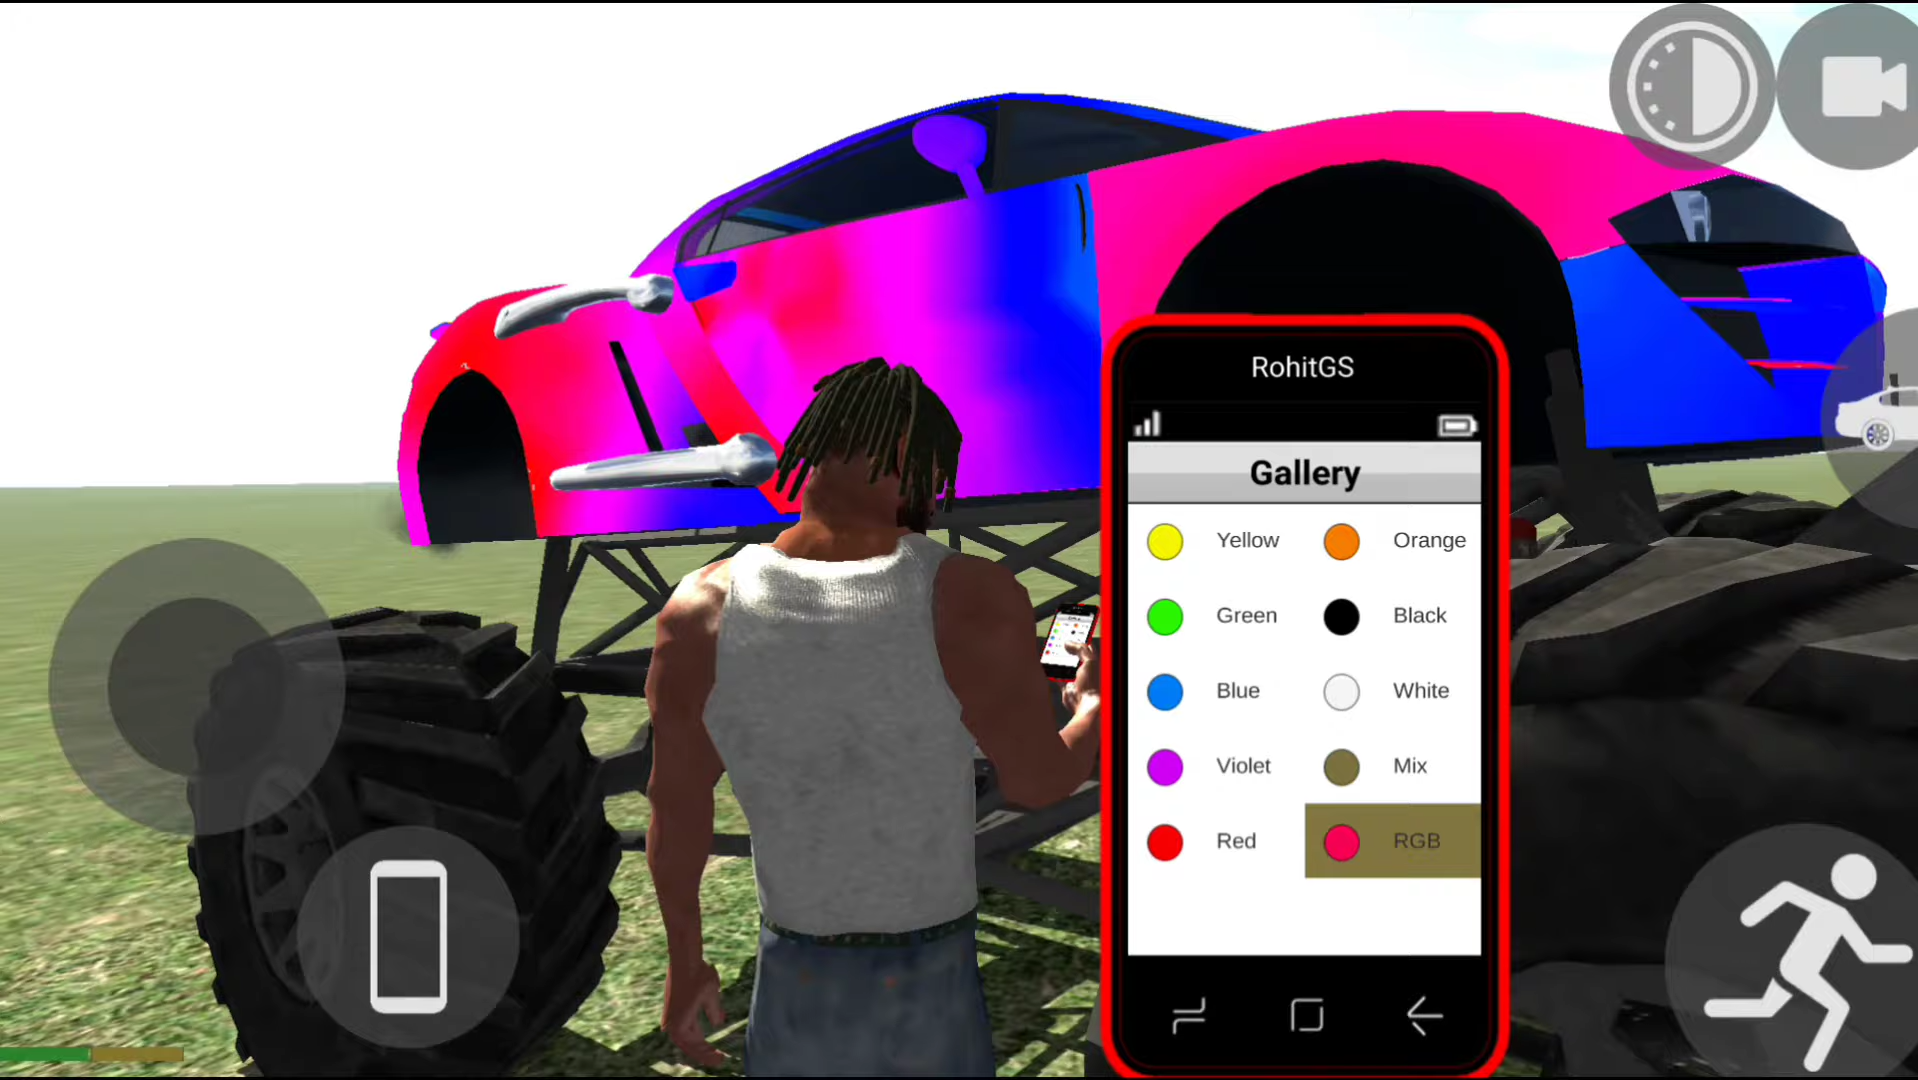 RohitGS
Gallery
Yellow Orange
Green Black
Blue White
Violet Mix
Red RGB